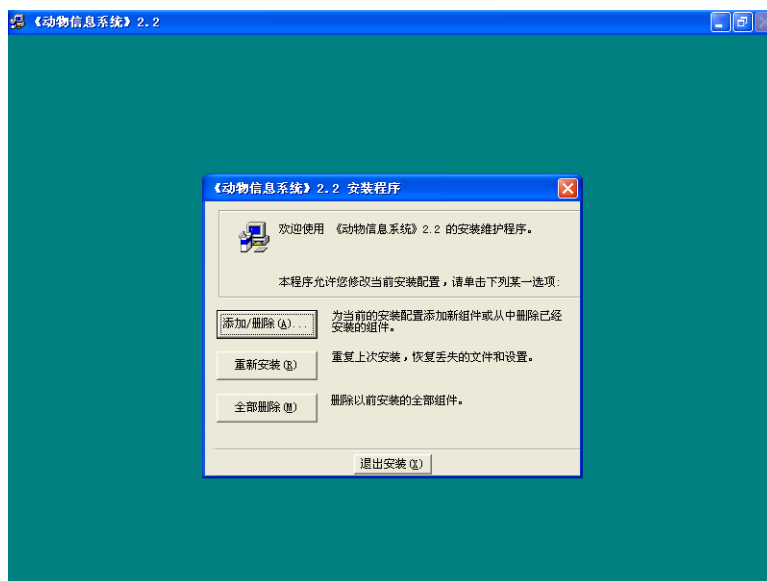 《动物信息系统》2.2
《动物信息系统》2.2 安装程序
欢迎使用 《动物信息系统》2.2 的安装维护程序。
本程序允许您修改当前安装配置，请单击下列某一选项:
添加/删除(A)...
为当前的安装配置添加新组件或从中删除已经
安装的组件。
重新安装(R)
重复上次安装，恢复丢失的文件和设置。
全部删除(M)
删除以前安装的全部组件。
退出安装(X)